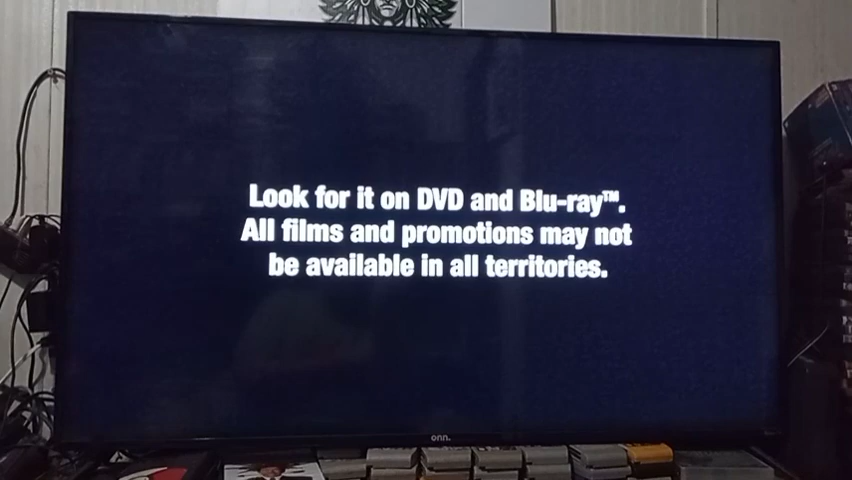 Look for it on DVD and Blu-ray™.
All films and promotions may not
be available in all territories.
onn.